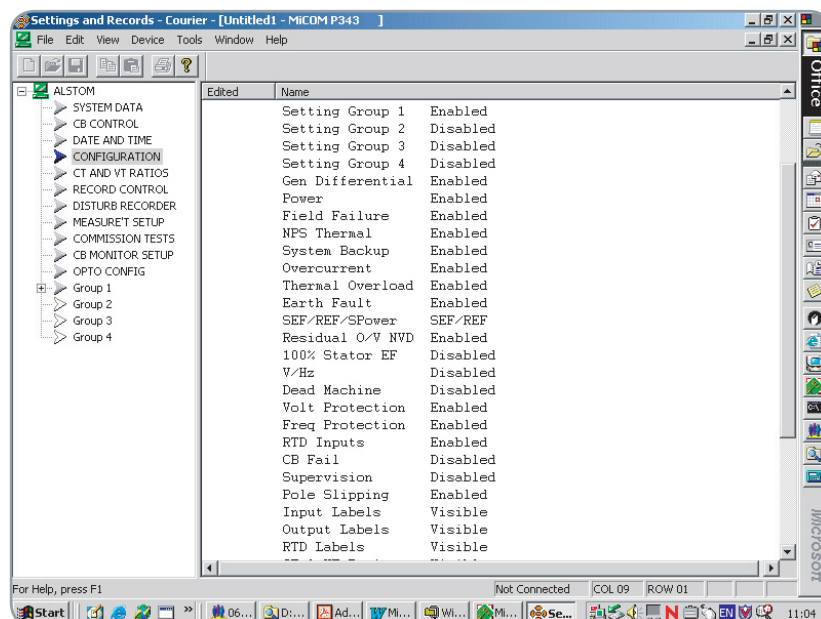 Settings and Records - Courier - [Untitled1 - MiCOM P343 ]
File Edit View Device Tools Window Help
ALSTOM
SYSTEM DATA
CB CONTROL
DATE AND TIME
CONFIGURATION
CT AND VT RATIOS
RECORD CONTROL
DISTURB RECORDER
MEASURE'T SETUP
COMMISSION TESTS
CB MONITOR SETUP
OPTO CONFIG
Group 1
Group 2
Group 3
Group 4
Edited Name
Setting Group 1 Enabled
Setting Group 2 Disabled
Setting Group 3 Disabled
Setting Group 4 Disabled
Gen Differential Enabled
Power Enabled
Field Failure Enabled
NPS Thermal Enabled
System Backup Enabled
Overcurrent Enabled
Thermal Overload Enabled
Earth Fault Enabled
SEF/REF/SPower SEF/REF
Residual O/V NVD Enabled
100% Stator EF Disabled
V/Hz Disabled
Dead Machine Disabled
Volt Protection Enabled
Freq Protection Enabled
RTD Inputs Enabled
CB Fail Disabled
Supervision Disabled
Pole Slipping Enabled
Input Labels Visible
Output Labels Visible
RTD Labels Visible
Office
Microsoft
For Help, press F1
Not Connected COL 09 ROW 01
Start » 06... D:... Ad... Mi... Wi... Mi... Se... N EN 11:04